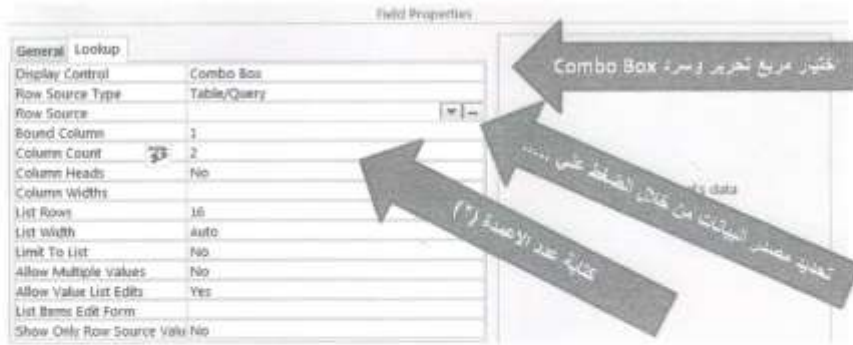 Field Properties
General Lookup
Display Control Combo Box
Row Source Type Table/Query
Row Source
Bound Column 1
Column Count 2
Column Heads No
Column Widths
List Rows 16
List Width Auto
Limit To List No
Allow Multiple Values No
Allow Value List Edits Yes
List Items Edit Form
Show Only Row Source Valu No
ختيار مربع تحرير وسرد Combo Box
تحديد مصدر البيانات من خلال الضغط على .....
كتابة عدد الاعمدة (٢)
data